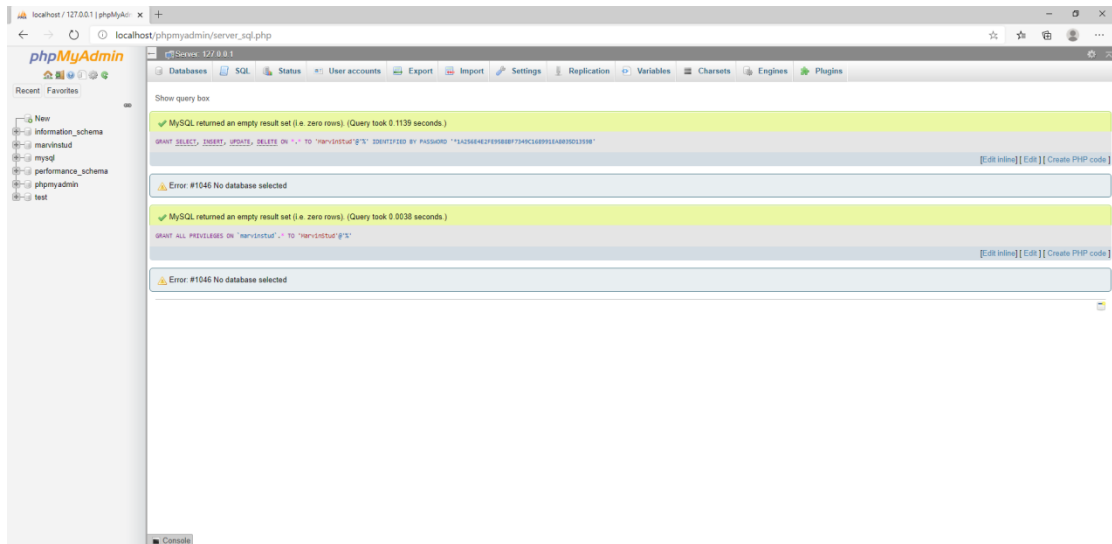 localhost / 127.0.0.1 | phpMyAdm
localhost/phpmyadmin/server_sql.php
phpMyAdmin
Recent Favorites
New
information_schema
marvinstud
mysql
performance_schema
phpmyadmin
test
Server: 127.0.0.1
Databases SQL Status User accounts Export Import Settings Replication Variables Charsets Engines Plugins
Show query box
MySQL returned an empty result set (i.e. zero rows). (Query took 0.1139 seconds.)
GRANT SELECT, INSERT, UPDATE, DELETE ON *.* TO 'MarvinStud'@'%' IDENTIFIED BY PASSWORD
[Edit inline] [ Edit ] [ Create PHP code ]
Error: #1046 No database selected
MySQL returned an empty result set (i.e. zero rows). (Query took 0.0038 seconds.)
GRANT ALL PRIVILEGES ON `marvinstud`.* TO 'MarvinStud'@'%'
[Edit inline] [ Edit ] [ Create PHP code ]
Error: #1046 No database selected
Console